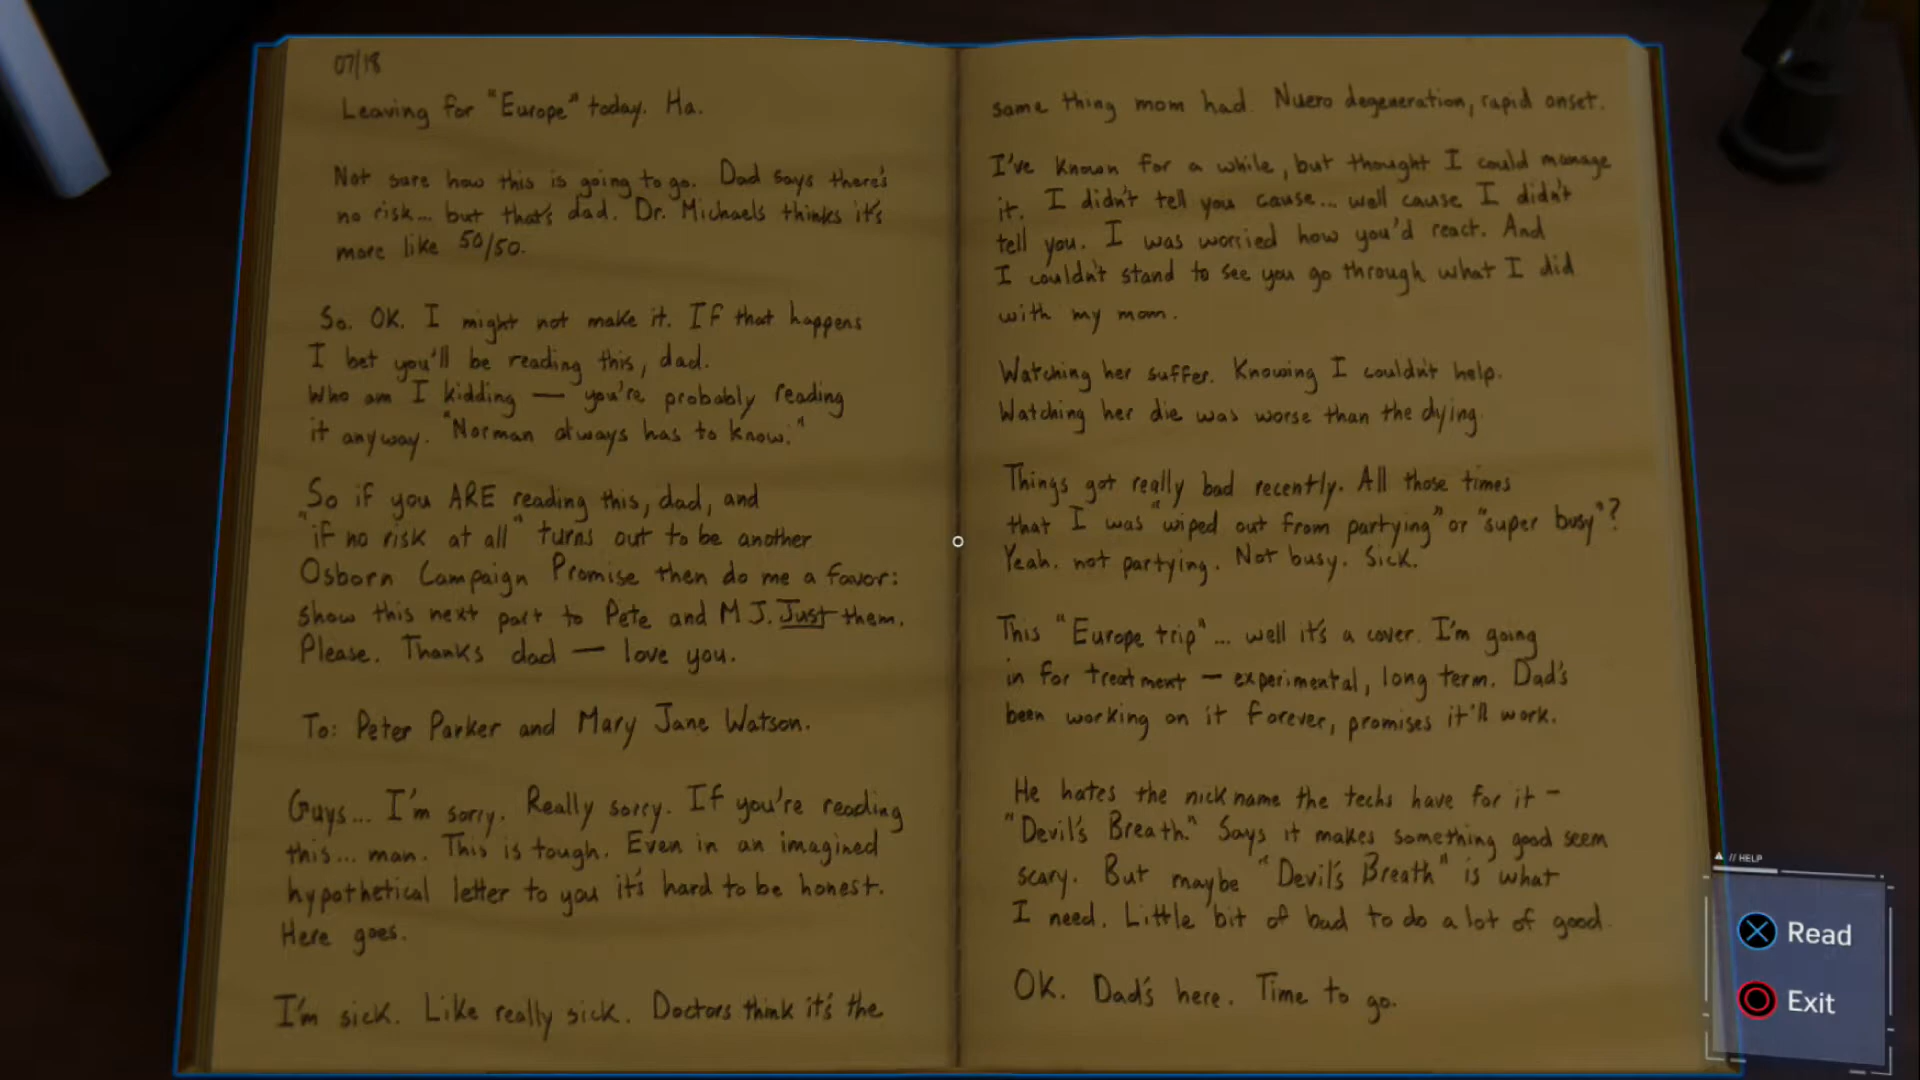 07/18
Leaving for "Europe" today. Ha.
Not sure how this is going to go. Dad says there's
no risk... but that's dad. Dr. Michaels thinks it's
more like 50/50.
So. OK. I might not make it. If that happens
I bet you'll be reading this, dad.
Who am I kidding — you're probably reading
it anyway. "Norman always has to know."
So if you ARE reading this, dad, and
"if no risk at all" turns out to be another
Osborn Campaign Promise then do me a favor:
show this next part to Pete and MJ. Just them.
Please. Thanks dad — love you.
To: Peter Parker and Mary Jane Watson.
Guys... I'm sorry. Really sorry. If you're reading
this... man. This is tough. Even in an imagined
hypothetical letter to you it's hard to be honest.
Here goes.
I'm sick. Like really sick. Doctors think it's the
same thing mom had. Nuero degeneration, rapid onset.
I've known for a while, but thought I could manage
it. I didn't tell you cause... well cause I didn't
tell you. I was worried how you'd react. And
I couldn't stand to see you go through what I did
with my mom.
Watching her suffer. Knowing I couldn't help.
Watching her die was worse than the dying.
Things got really bad recently. All those times
that I was "wiped out from partying" or "super busy"?
Yeah. not partying. Not busy. Sick.
This "Europe trip"... well it's a cover. I'm going
in for treatment — experimental, long term. Dad's
been working on it forever, promises it'll work.
He hates the nickname the techs have for it -
"Devil's Breath." Says it makes something good seem
scary. But maybe "Devil's Breath" is what
I need. Little bit of bad to do a lot of good.
OK. Dad's here. Time to go.
// HELP
Read
Exit